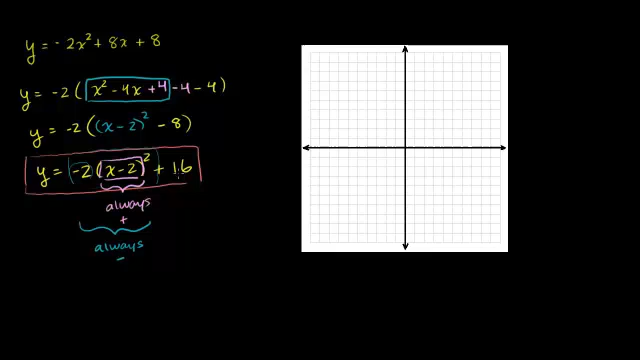 y = -2x² + 8x + 8
y = -2 ( x² - 4x + 4 - 4 - 4 )
y = -2 ( (x - 2)² - 8 )
y = (-2 (x - 2)²) + 16
always
+
always
-